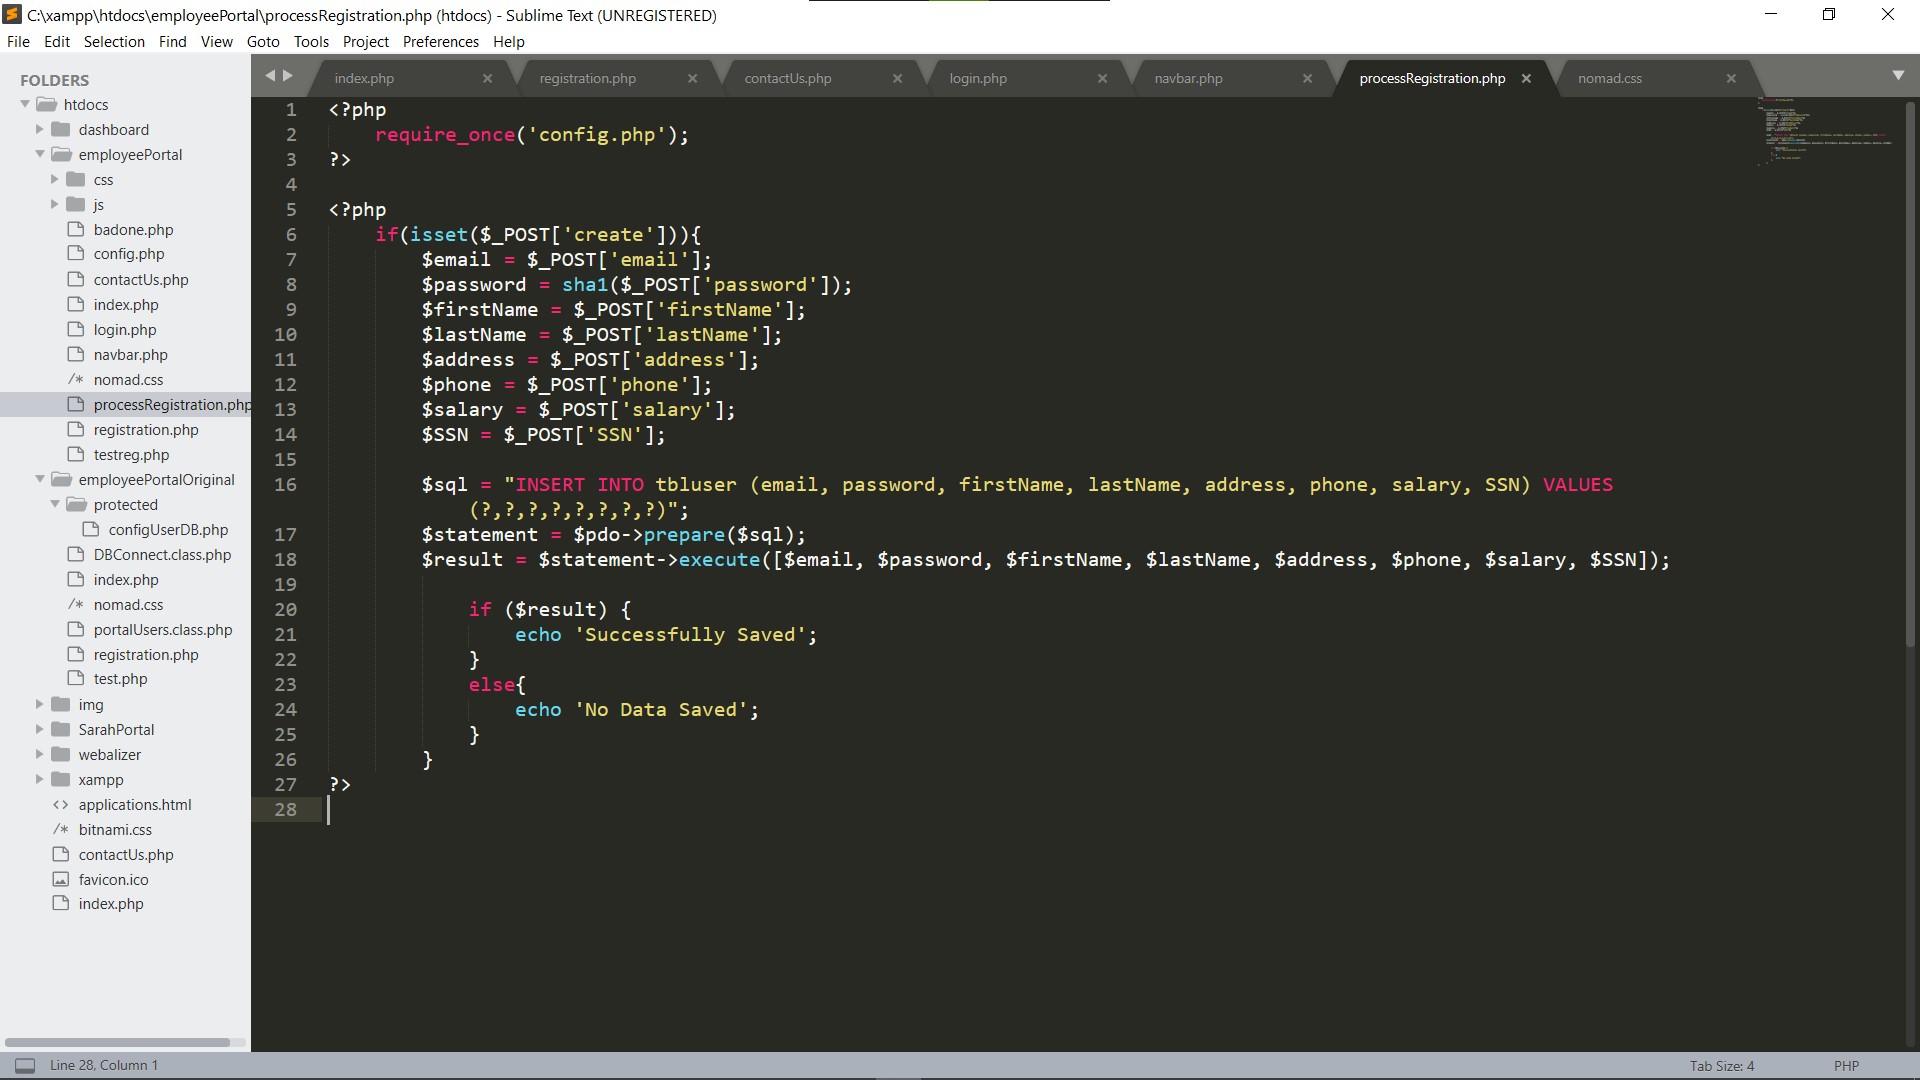 C:\xampp\htdocs\employeePortal\processRegistration.php (htdocs) - Sublime Text (UNREGISTERED)
File Edit Selection Find View Goto Tools Project Preferences Help
FOLDERS
htdocs
dashboard
employeePortal
css
js
badone.php
config.php
contactUs.php
index.php
login.php
navbar.php
/* nomad.css
processRegistration.php
registration.php
testreg.php
employeePortalOriginal
protected
configUserDB.php
DBConnect.class.php
index.php
/* nomad.css
portalUsers.class.php
registration.php
test.php
img
SarahPortal
webalizer
xampp
<> applications.html
/* bitnami.css
contactUs.php
favicon.ico
index.php
index.php registration.php contactUs.php login.php navbar.php processRegistration.php nomad.css
1 <?php
2     require_once('config.php');
3 ?>
4
5 <?php
6     if(isset($_POST['create'])){
7         $email = $_POST['email'];
8         $password = sha1($_POST['password']);
9         $firstName = $_POST['firstName'];
10         $lastName = $_POST['lastName'];
11         $address = $_POST['address'];
12         $phone = $_POST['phone'];
13         $salary = $_POST['salary'];
14         $SSN = $_POST['SSN'];
15
16         $sql = "INSERT INTO tbluser (email, password, firstName, lastName, address, phone, salary, SSN) VALUES
            (?,?,?,?,?,?,?,?)";
17         $statement = $pdo->prepare($sql);
18         $result = $statement->execute([$email, $password, $firstName, $lastName, $address, $phone, $salary, $SSN]);
19
20             if ($result) {
21                 echo 'Successfully Saved';
22             }
23             else{
24                 echo 'No Data Saved';
25             }
26         }
27 ?>
28
Line 28, Column 1
Tab Size: 4
PHP